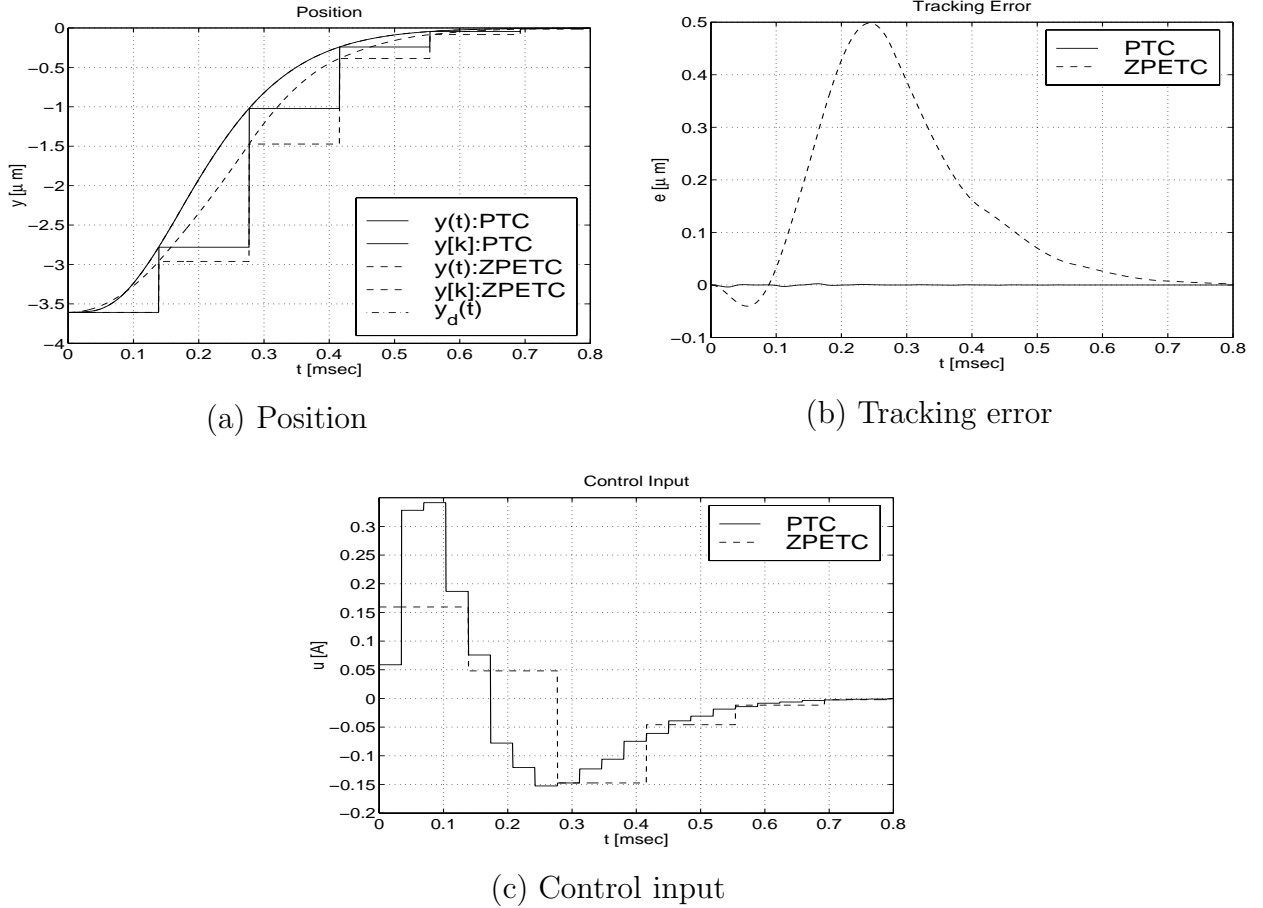 Position
0
−0.5
−1
−1.5
−2
−2.5
−3
−3.5
−4
y [μ m]
0 0.1 0.2 0.3 0.4 0.5 0.6 0.7 0.8
t [msec]
y(t):PTC
y[k]:PTC
y(t):ZPETC
y[k]:ZPETC
y_d(t)
(a) Position
Tracking Error
0.5
0.4
0.3
0.2
0.1
0
−0.1
e [μ m]
0 0.1 0.2 0.3 0.4 0.5 0.6 0.7 0.8
t [msec]
PTC
ZPETC
(b) Tracking error
Control Input
0.3
0.25
0.2
0.15
0.1
0.05
0
−0.05
−0.1
−0.15
−0.2
u [A]
0 0.1 0.2 0.3 0.4 0.5 0.6 0.7 0.8
t [msec]
PTC
ZPETC
(c) Control input